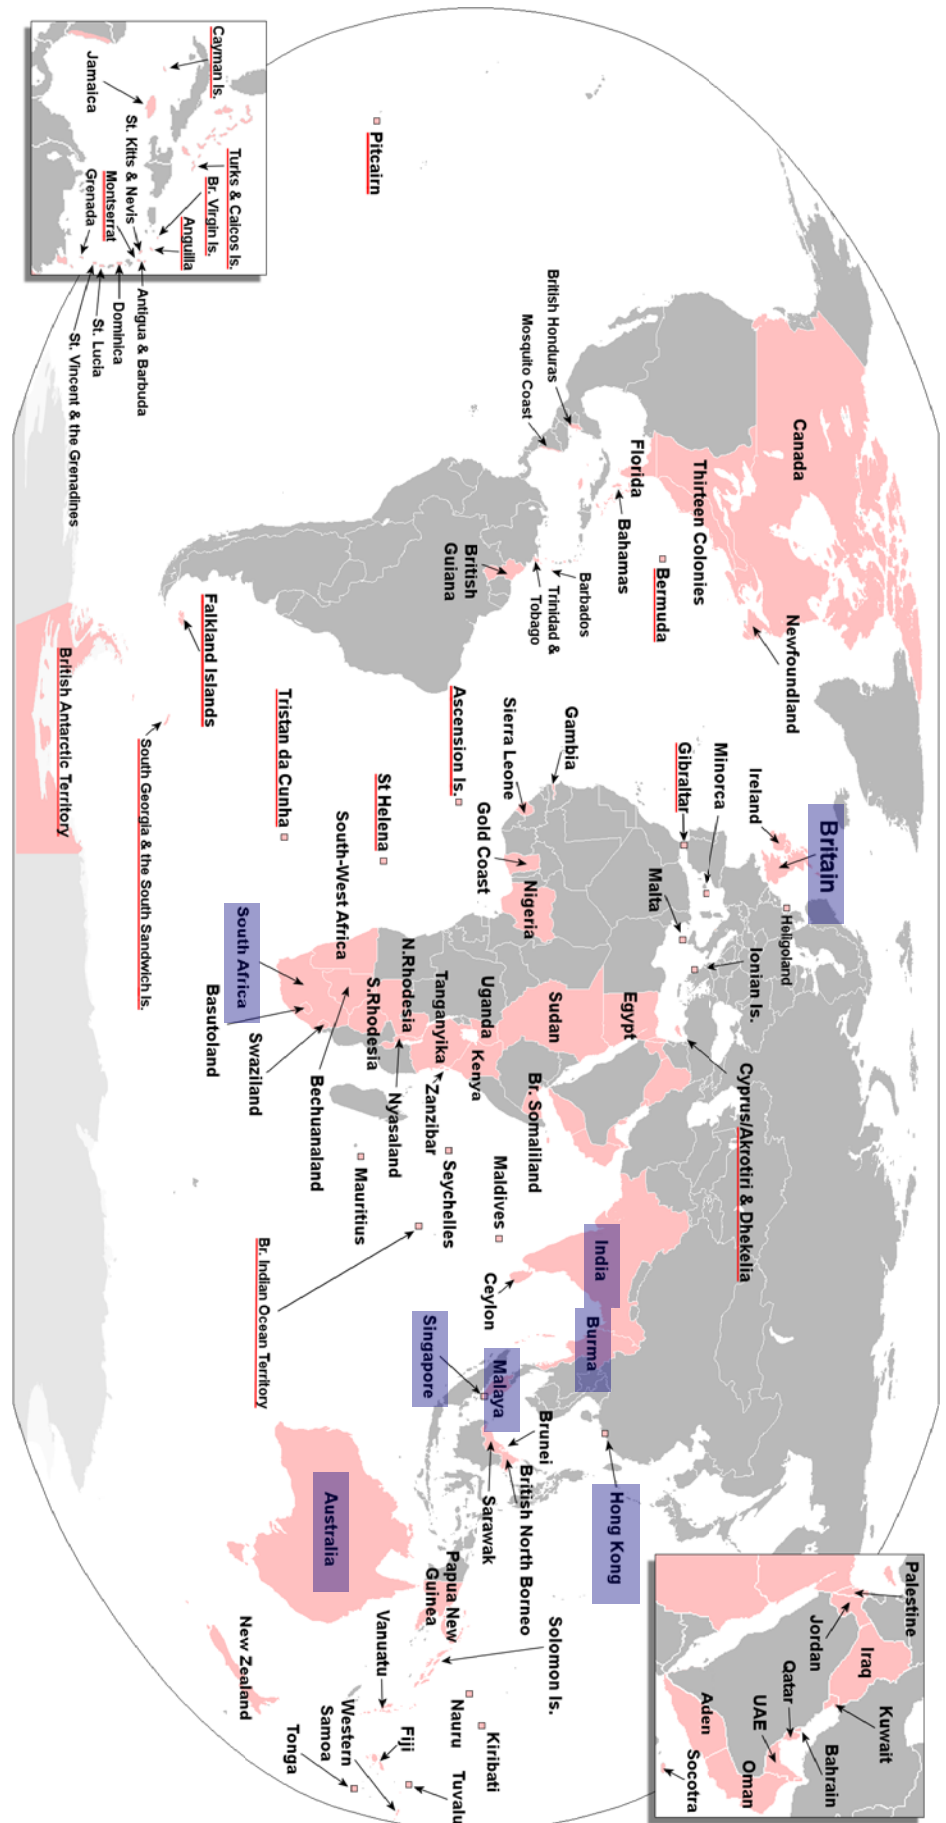 Canada
Newfoundland
Thirteen Colonies
Florida
Bermuda
Bahamas
British Honduras
Mosquito Coast
Barbados
Trinidad &
Tobago
British
Guiana
Pitcairn
Falkland Islands
British Antarctic Territory
South Georgia & the South Sandwich Is.
Tristan da Cunha
St Helena
Ascension Is.
Britain
Ireland
Heligoland
Minorca
Gibraltar
Malta
Ionian Is.
Cyprus/Akrotiri & Dhekelia
Gambia
Sierra Leone
Gold Coast
Nigeria
Egypt
Sudan
Br. Somaliland
Uganda
Kenya
Tanganyika
Zanzibar
N.Rhodesia
Nyasaland
S.Rhodesia
South-West Africa
Bechuanaland
South Africa
Swaziland
Basutoland
Seychelles
Mauritius
Maldives
Br. Indian Ocean Territory
India
Ceylon
Burma
Malaya
Singapore
Hong Kong
Brunei
British North Borneo
Sarawak
Australia
Papua New
Guinea
Solomon Is.
Nauru
Kiribati
Tuvalu
Vanuatu
Fiji
Western
Samoa
Tonga
New Zealand
Cayman Is.
Jamaica
Turks & Caicos Is.
Br. Virgin Is.
Anguilla
St. Kitts & Nevis
Montserrat
Grenada
Antigua & Barbuda
Dominica
St. Lucia
St. Vincent & the Grenadines
Palestine
Jordan
Iraq
Kuwait
Bahrain
Qatar
UAE
Oman
Aden
Socotra